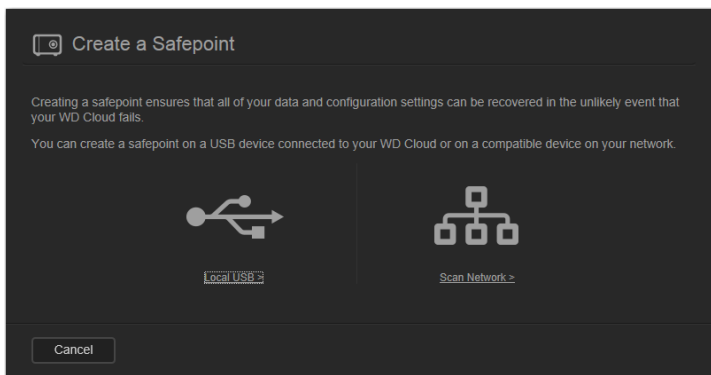 Create a Safepoint
Creating a safepoint ensures that all of your data and configuration settings can be recovered in the unlikely event that
your WD Cloud fails.
You can create a safepoint on a USB device connected to your WD Cloud or on a compatible device on your network.
Local USB >
Scan Network >
Cancel